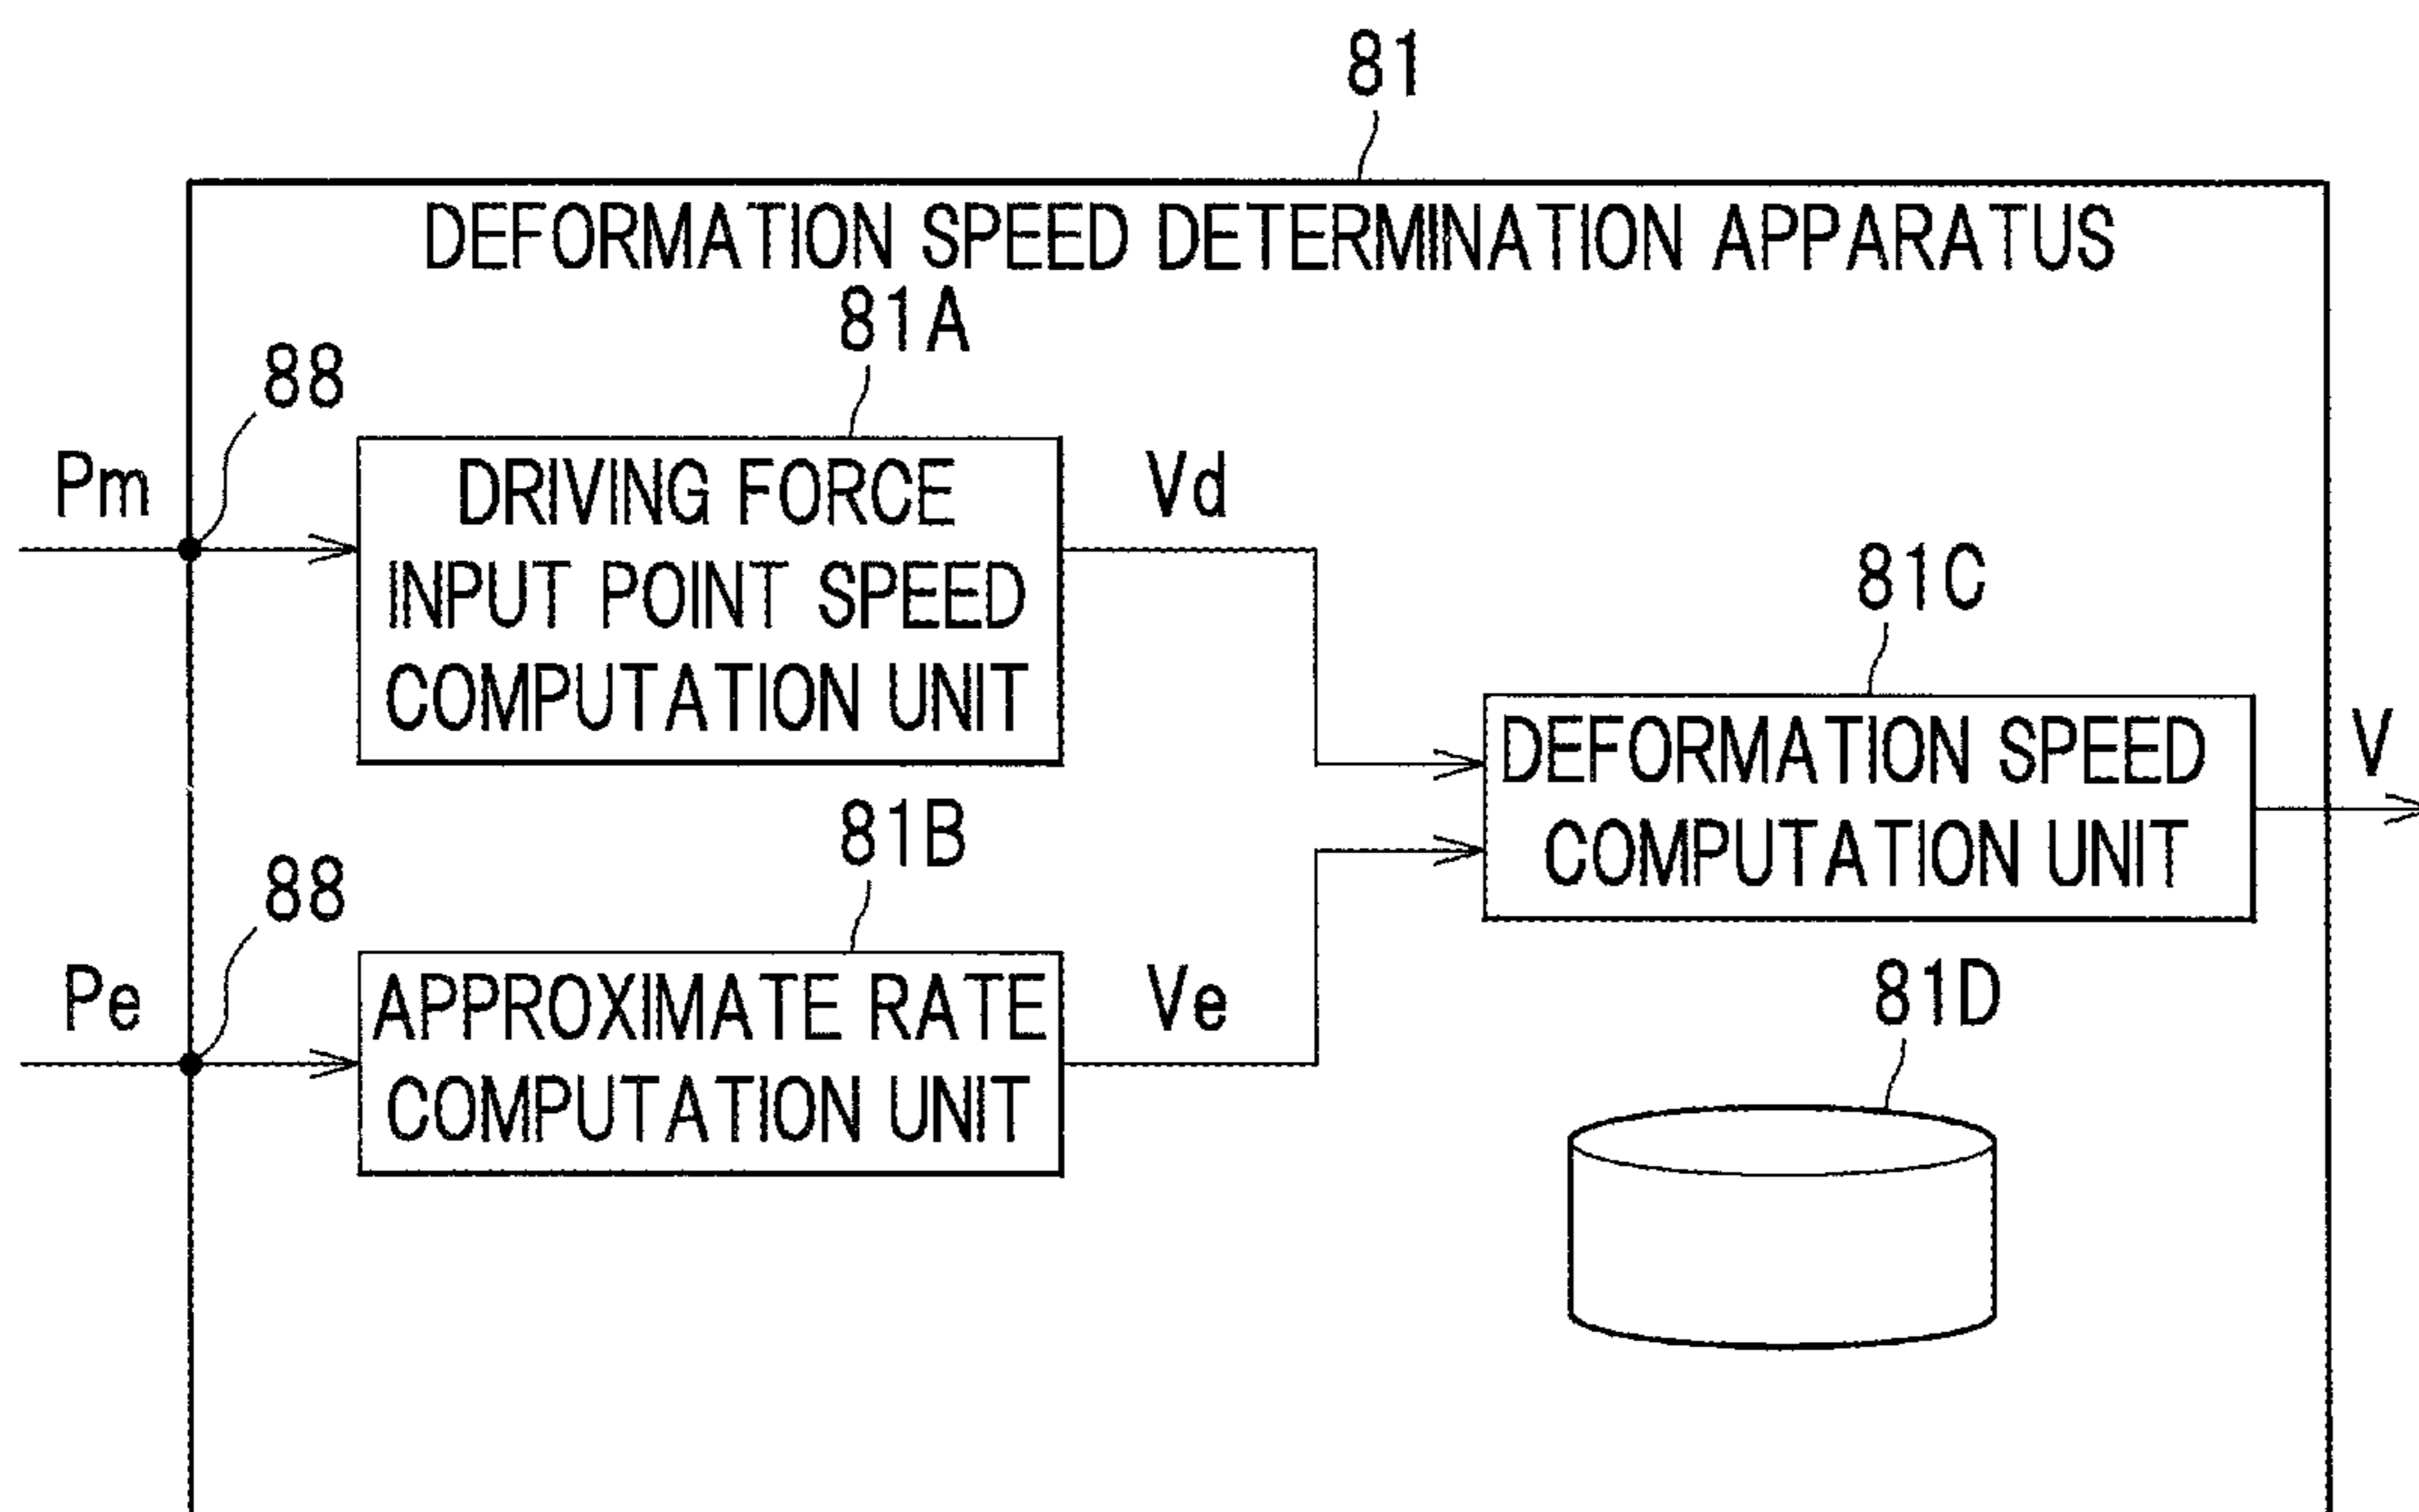 81
DEFORMATION SPEED DETERMINATION APPARATUS
81A
88
Pm
DRIVING FORCE
INPUT POINT SPEED
COMPUTATION UNIT
Vd
81C
DEFORMATION SPEED
COMPUTATION UNIT
V
81B
88
Pe
APPROXIMATE RATE
COMPUTATION UNIT
Ve
81D